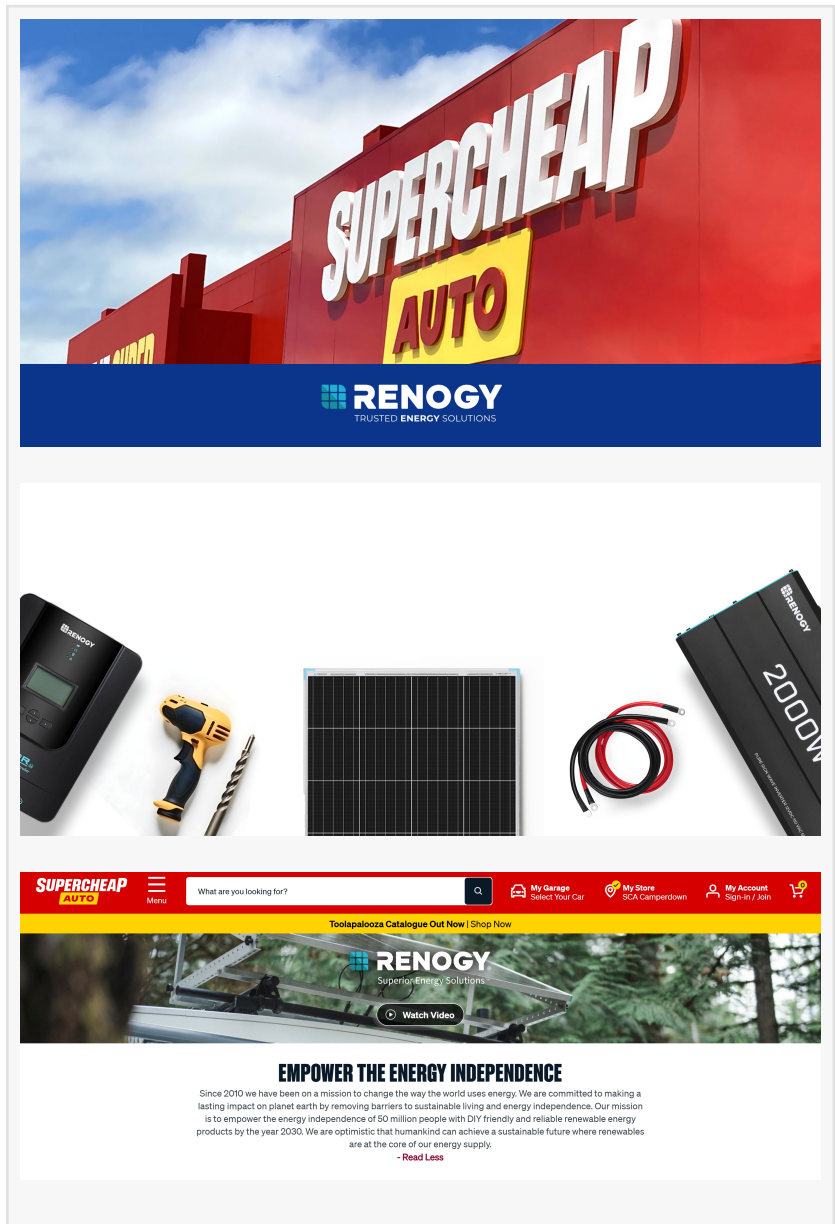 SUPERCHEAP
AUTO
SUPER
RENOGY
TRUSTED ENERGY SOLUTIONS
RENOGY
RENOGY
2000W
SUPERCHEAP
AUTO
Menu
What are you looking for?
My Garage
Select Your Car
My Store
SCA Camperdown
My Account
Sign-in / Join
0
Toolapalooza Catalogue Out Now | Shop Now
RENOGY
Superior Energy Solutions
Watch Video
EMPOWER THE ENERGY INDEPENDENCE
Since 2010 we have been on a mission to change the way the world uses energy. We are committed to making a
lasting impact on planet earth by removing barriers to sustainable living and energy independence. Our mission
is to empower the energy independence of 50 million people with DIY friendly and reliable renewable energy
products by the year 2030. We are optimistic that humankind can achieve a sustainable future where renewables
are at the core of our energy supply.
- Read Less